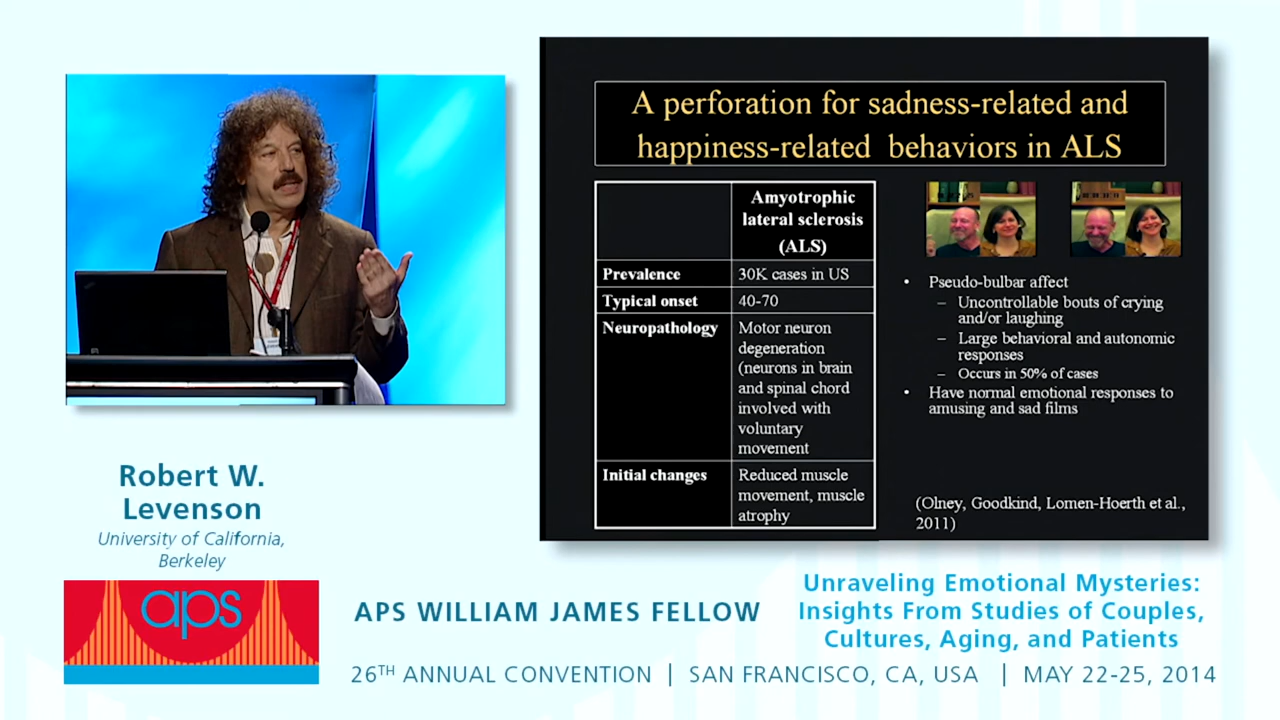 A perforation for sadness-related and
happiness-related behaviors in ALS
Amyotrophic
lateral sclerosis
(ALS)
Prevalence
30K cases in US
Typical onset
40-70
Neuropathology
Motor neuron
degeneration
(neurons in brain
and spinal chord
involved with
voluntary
movement
Initial changes
Reduced muscle
movement, muscle
atrophy
• Pseudo-bulbar affect
– Uncontrollable bouts of crying
and/or laughing
– Large behavioral and autonomic
responses
– Occurs in 50% of cases
• Have normal emotional responses to
amusing and sad films
(Olney, Goodkind, Lomen-Hoerth et al.,
2011)
Robert W.
Levenson
University of California,
Berkeley
aps
APS WILLIAM JAMES FELLOW
Unraveling Emotional Mysteries:
Insights From Studies of Couples,
Cultures, Aging, and Patients
26TH ANNUAL CONVENTION | SAN FRANCISCO, CA, USA | MAY 22-25, 2014